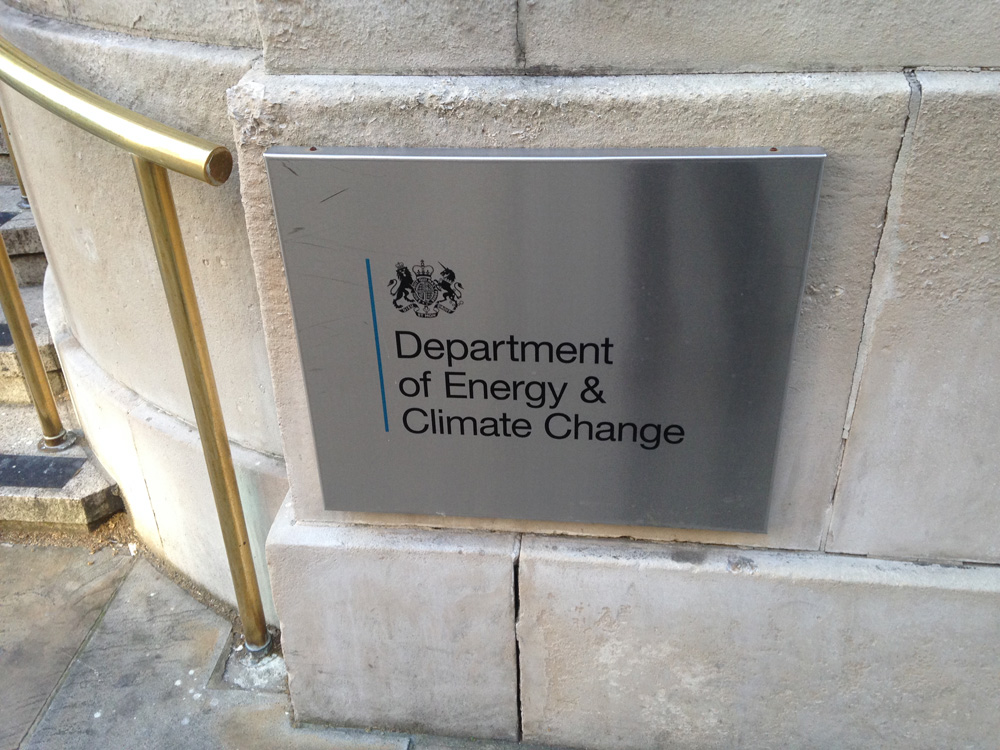 Department
of Energy &
Climate Change